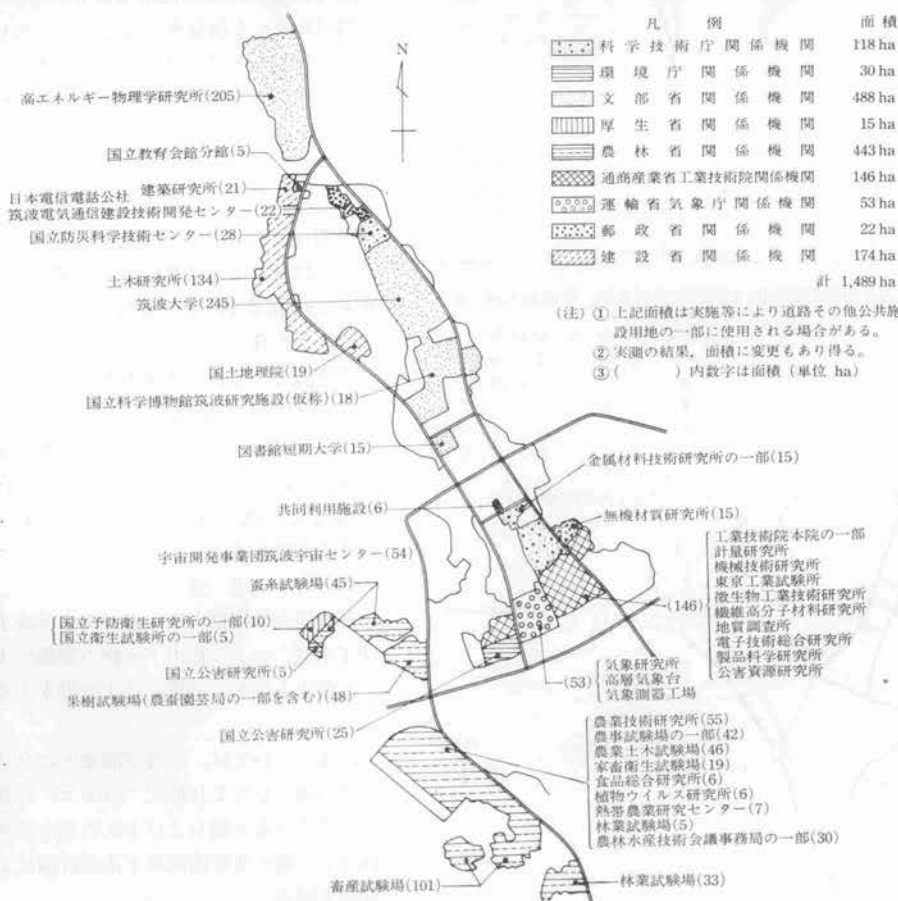 凡例 面積
科学技術庁関係機関 118 ha
環境庁関係機関 30 ha
文部省関係機関 488 ha
厚生省関係機関 15 ha
農林省関係機関 443 ha
通商産業省工業技術院関係機関 146 ha
運輸省気象庁関係機関 53 ha
郵政省関係機関 22 ha
建設省関係機関 174 ha
計 1,489 ha
(注) ① 上記面積は実施等により道路その他公共施
設用地の一部に使用される場合がある。
② 実測の結果，面積に変更もあり得る。
③ ( ) 内数字は面積 (単位 ha)
N
高エネルギー物理学研究所(205)
国立教育会館分館(5)
建築研究所(21)
日本電信電話公社
筑波電気通信建設技術開発センター(22)
国立防災科学技術センター(28)
土木研究所(134)
筑波大学(245)
国土地理院(19)
国立科学博物館筑波研究施設(仮称)(18)
図書館短期大学(15)
金属材料技術研究所の一部(15)
共同利用施設(6)
無機材質研究所(15)
宇宙開発事業団筑波宇宙センター(54)
(146)
工業技術院本院の一部
計量研究所
機械技術研究所
東京工業試験所
微生物工業技術研究所
繊維高分子材料研究所
地質調査所
電子技術総合研究所
製品科学研究所
公害資源研究所
蚕糸試験場(45)
国立予防衛生研究所の一部(10)
国立衛生試験所の一部(5)
国立公害研究所(5)
果樹試験場(農蚕園芸局の一部を含む)(48)
国立公害研究所(25)
(53)
気象研究所
高層気象台
気象測器工場
農業技術研究所(55)
農事試験場の一部(42)
農業土木試験場(46)
家畜衛生試験場(19)
食品総合研究所(6)
植物ウイルス研究所(6)
熱帯農業研究センター(7)
林業試験場(5)
農林水産技術会議事務局の一部(30)
畜産試験場(101)
林業試験場(33)